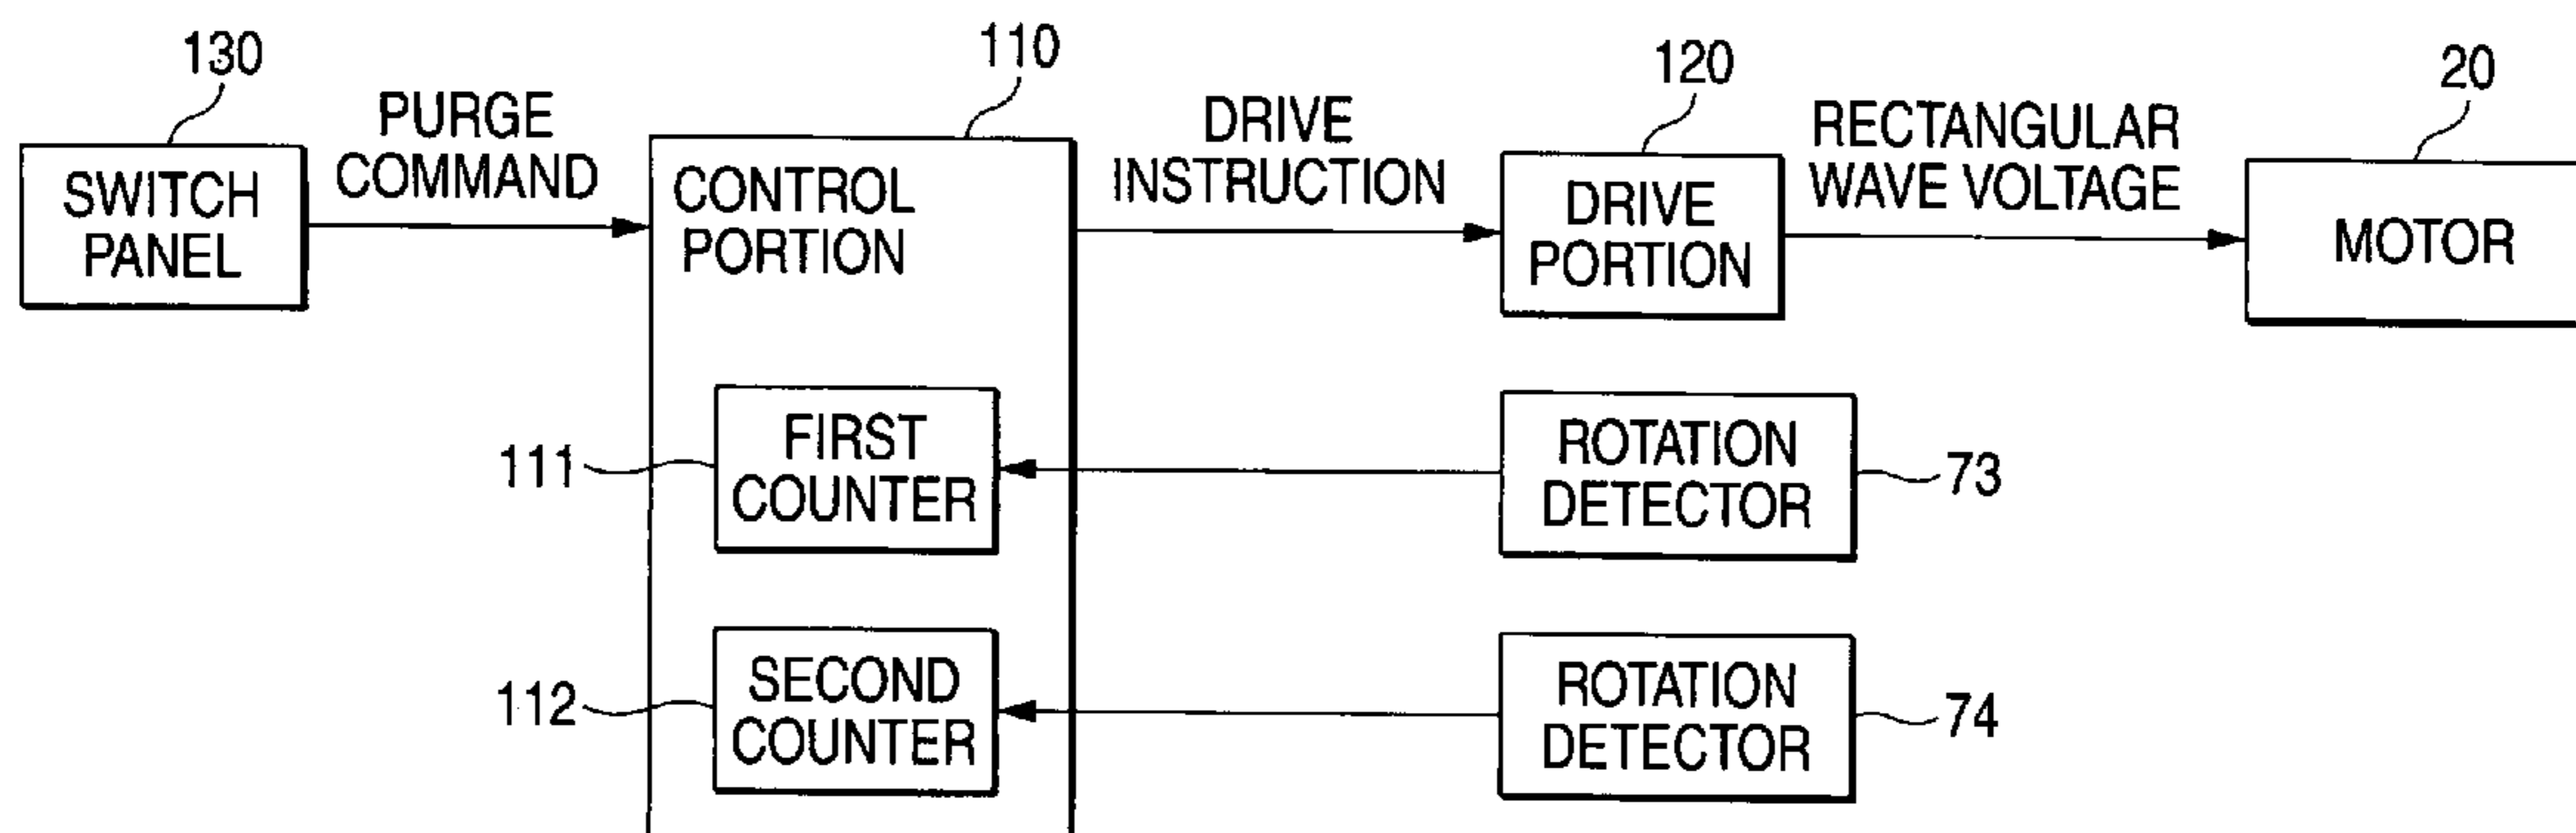 130
110
120
20
PURGE
COMMAND
DRIVE
INSTRUCTION
RECTANGULAR
WAVE VOLTAGE
SWITCH
PANEL
CONTROL
PORTION
DRIVE
PORTION
MOTOR
111
FIRST
COUNTER
ROTATION
DETECTOR
73
112
SECOND
COUNTER
ROTATION
DETECTOR
74